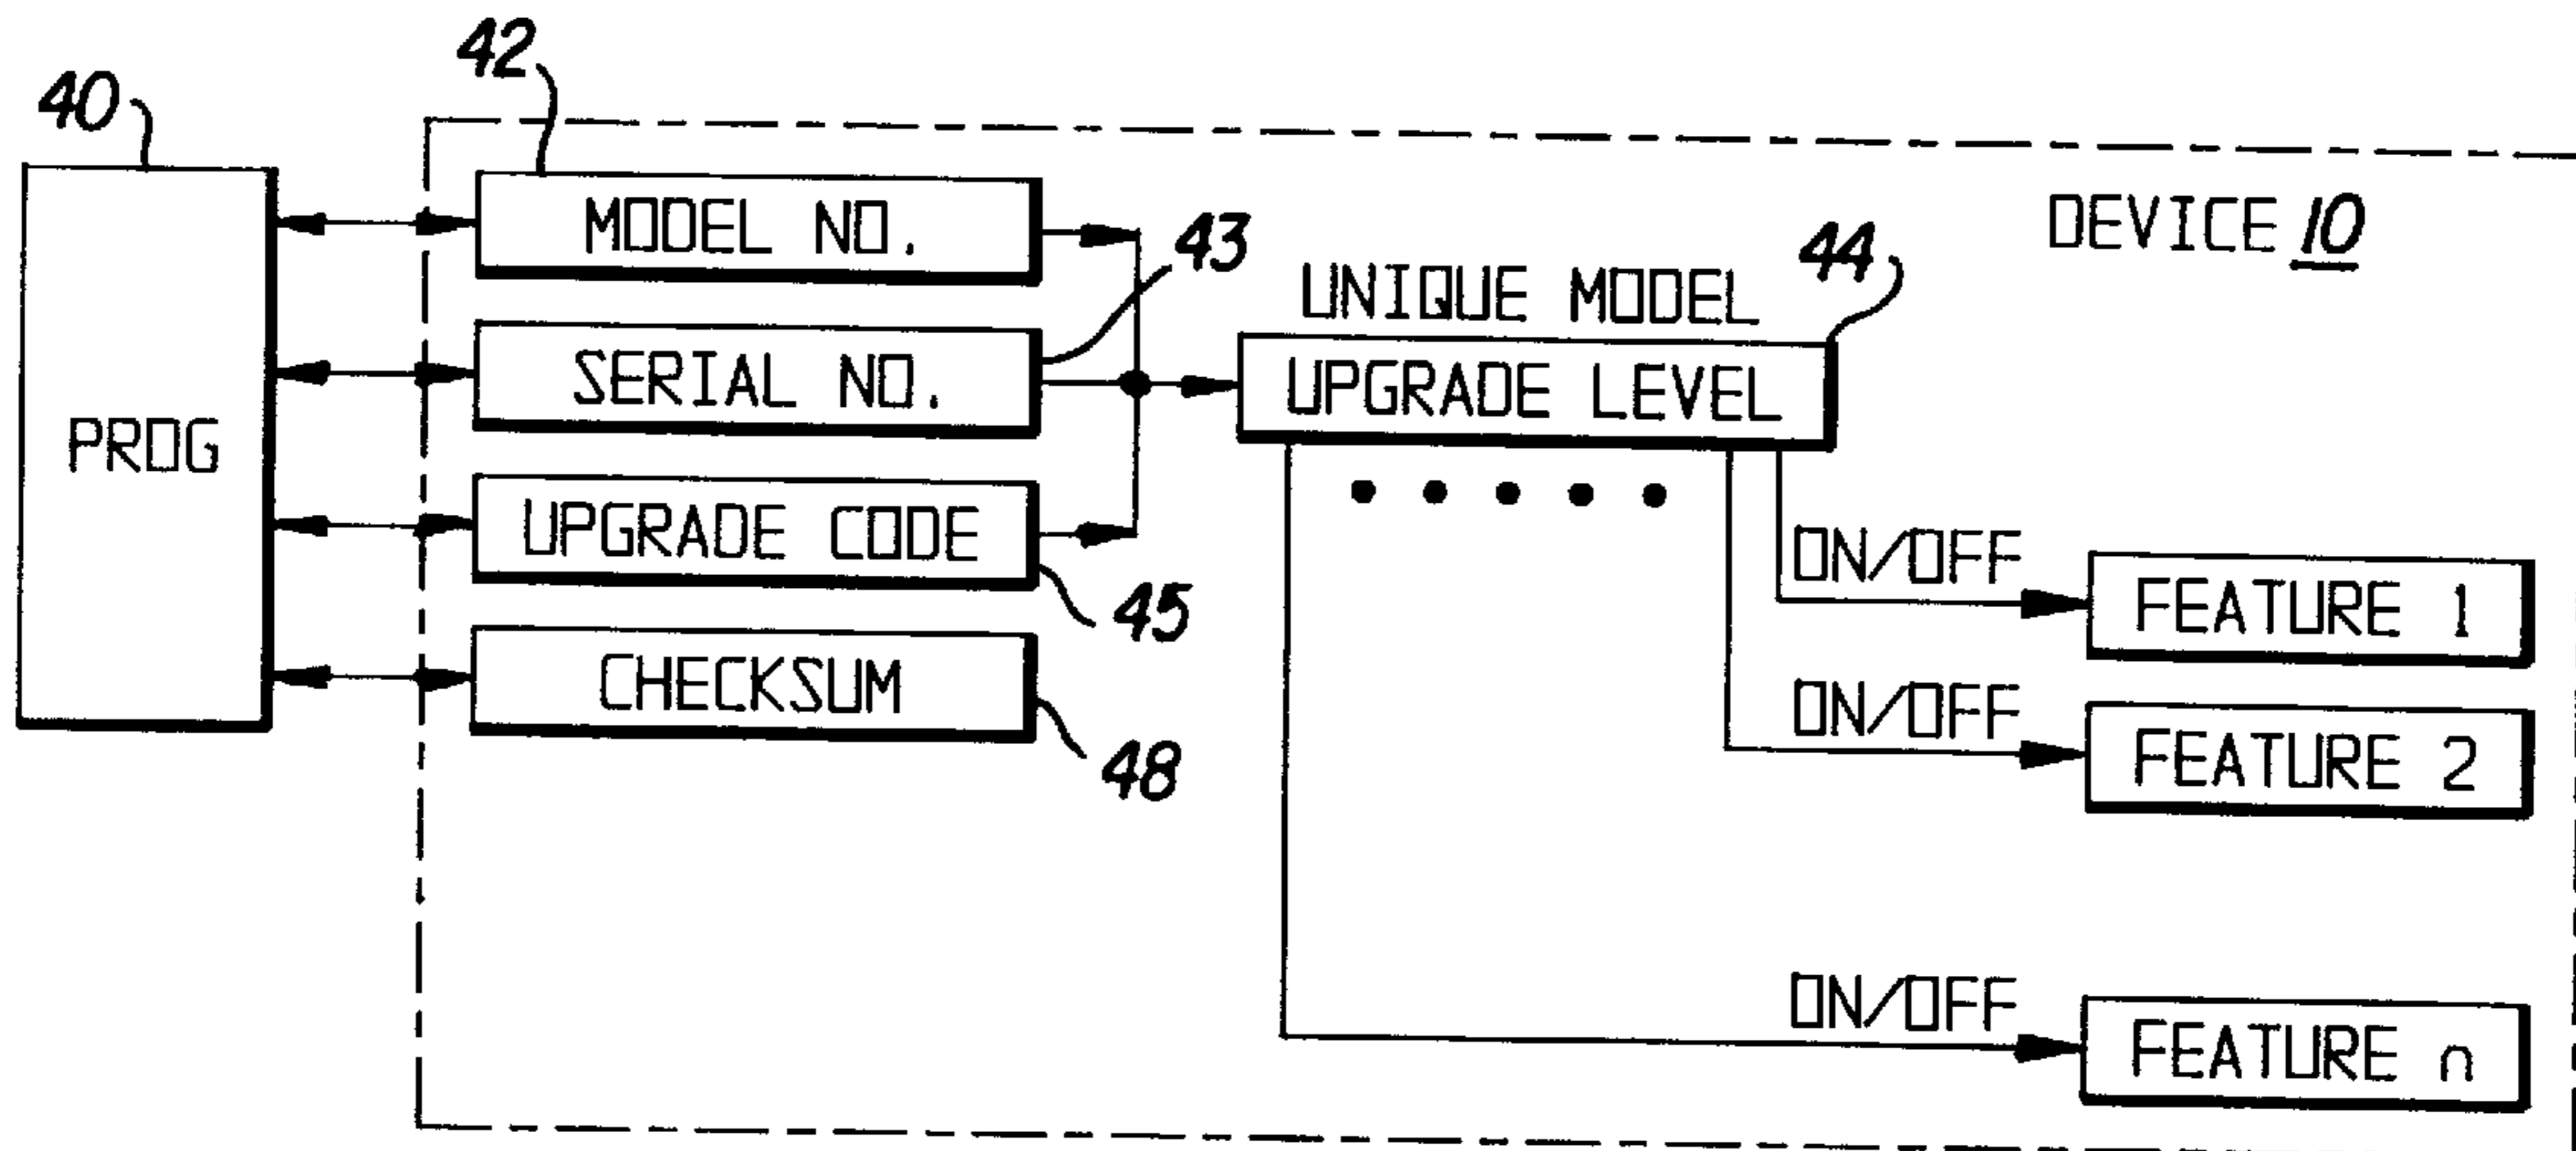 42
40
MODEL NO.
43
DEVICE 10
44
UNIQUE MODEL
SERIAL NO.
UPGRADE LEVEL
PROG
UPGRADE CODE
45
ON/OFF
FEATURE 1
CHECKSUM
48
ON/OFF
FEATURE 2
ON/OFF
FEATURE n